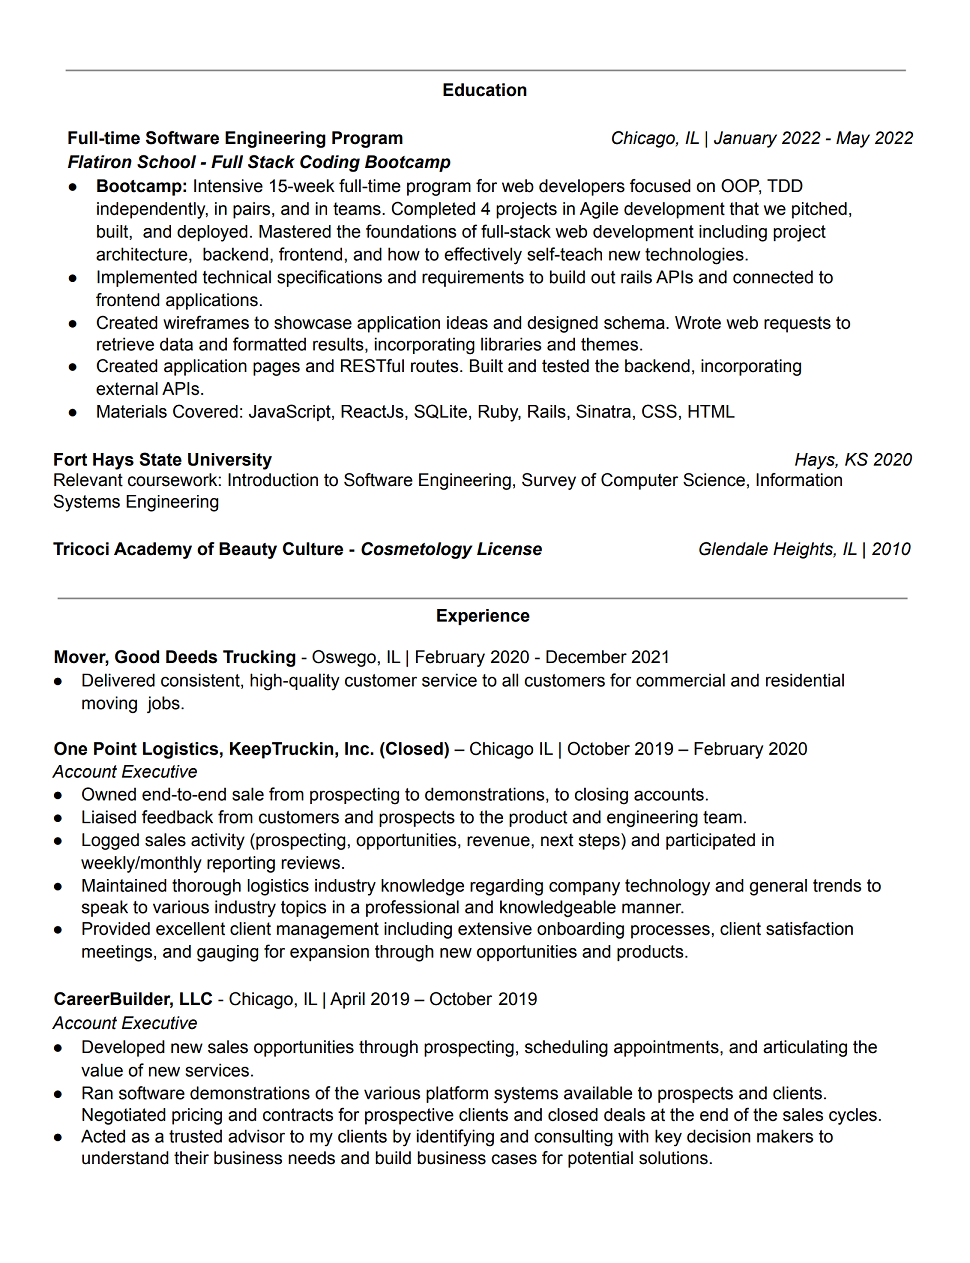 Education
Full-time Software Engineering Program Chicago, IL | January 2022 - May 2022
Flatiron School - Full Stack Coding Bootcamp
● Bootcamp: Intensive 15-week full-time program for web developers focused on OOP, TDD
independently, in pairs, and in teams. Completed 4 projects in Agile development that we pitched,
built, and deployed. Mastered the foundations of full-stack web development including project
architecture, backend, frontend, and how to effectively self-teach new technologies.
● Implemented technical specifications and requirements to build out rails APIs and connected to
frontend applications.
● Created wireframes to showcase application ideas and designed schema. Wrote web requests to
retrieve data and formatted results, incorporating libraries and themes.
● Created application pages and RESTful routes. Built and tested the backend, incorporating
external APIs.
● Materials Covered: JavaScript, ReactJs, SQLite, Ruby, Rails, Sinatra, CSS, HTML
Fort Hays State University Hays, KS 2020
Relevant coursework: Introduction to Software Engineering, Survey of Computer Science, Information
Systems Engineering
Tricoci Academy of Beauty Culture - Cosmetology License Glendale Heights, IL | 2010
Experience
Mover, Good Deeds Trucking - Oswego, IL | February 2020 - December 2021
● Delivered consistent, high-quality customer service to all customers for commercial and residential
moving jobs.
One Point Logistics, KeepTruckin, Inc. (Closed) – Chicago IL | October 2019 – February 2020
Account Executive
● Owned end-to-end sale from prospecting to demonstrations, to closing accounts.
● Liaised feedback from customers and prospects to the product and engineering team.
● Logged sales activity (prospecting, opportunities, revenue, next steps) and participated in
weekly/monthly reporting reviews.
● Maintained thorough logistics industry knowledge regarding company technology and general trends to
speak to various industry topics in a professional and knowledgeable manner.
● Provided excellent client management including extensive onboarding processes, client satisfaction
meetings, and gauging for expansion through new opportunities and products.
CareerBuilder, LLC - Chicago, IL | April 2019 – October 2019
Account Executive
● Developed new sales opportunities through prospecting, scheduling appointments, and articulating the
value of new services.
● Ran software demonstrations of the various platform systems available to prospects and clients.
Negotiated pricing and contracts for prospective clients and closed deals at the end of the sales cycles.
● Acted as a trusted advisor to my clients by identifying and consulting with key decision makers to
understand their business needs and build business cases for potential solutions.